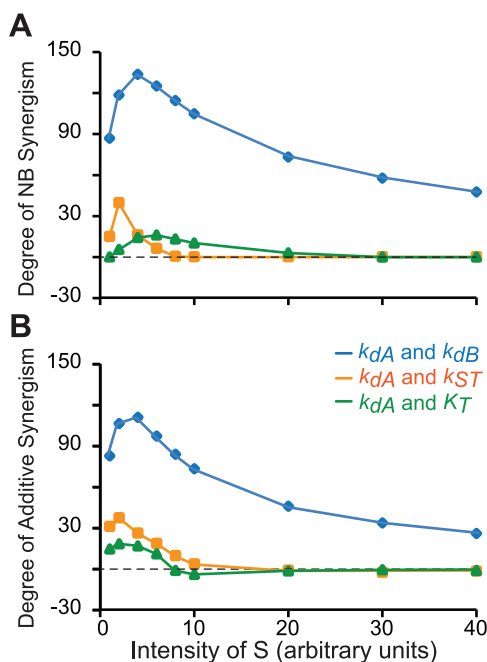 A
Degree of NB Synergism
150
90
30
-30
B
Degree of Additive Synergism
150
90
30
-30
kdA and kdB
kdA and kST
kdA and KT
0 10 20 30 40
Intensity of S (arbitrary units)